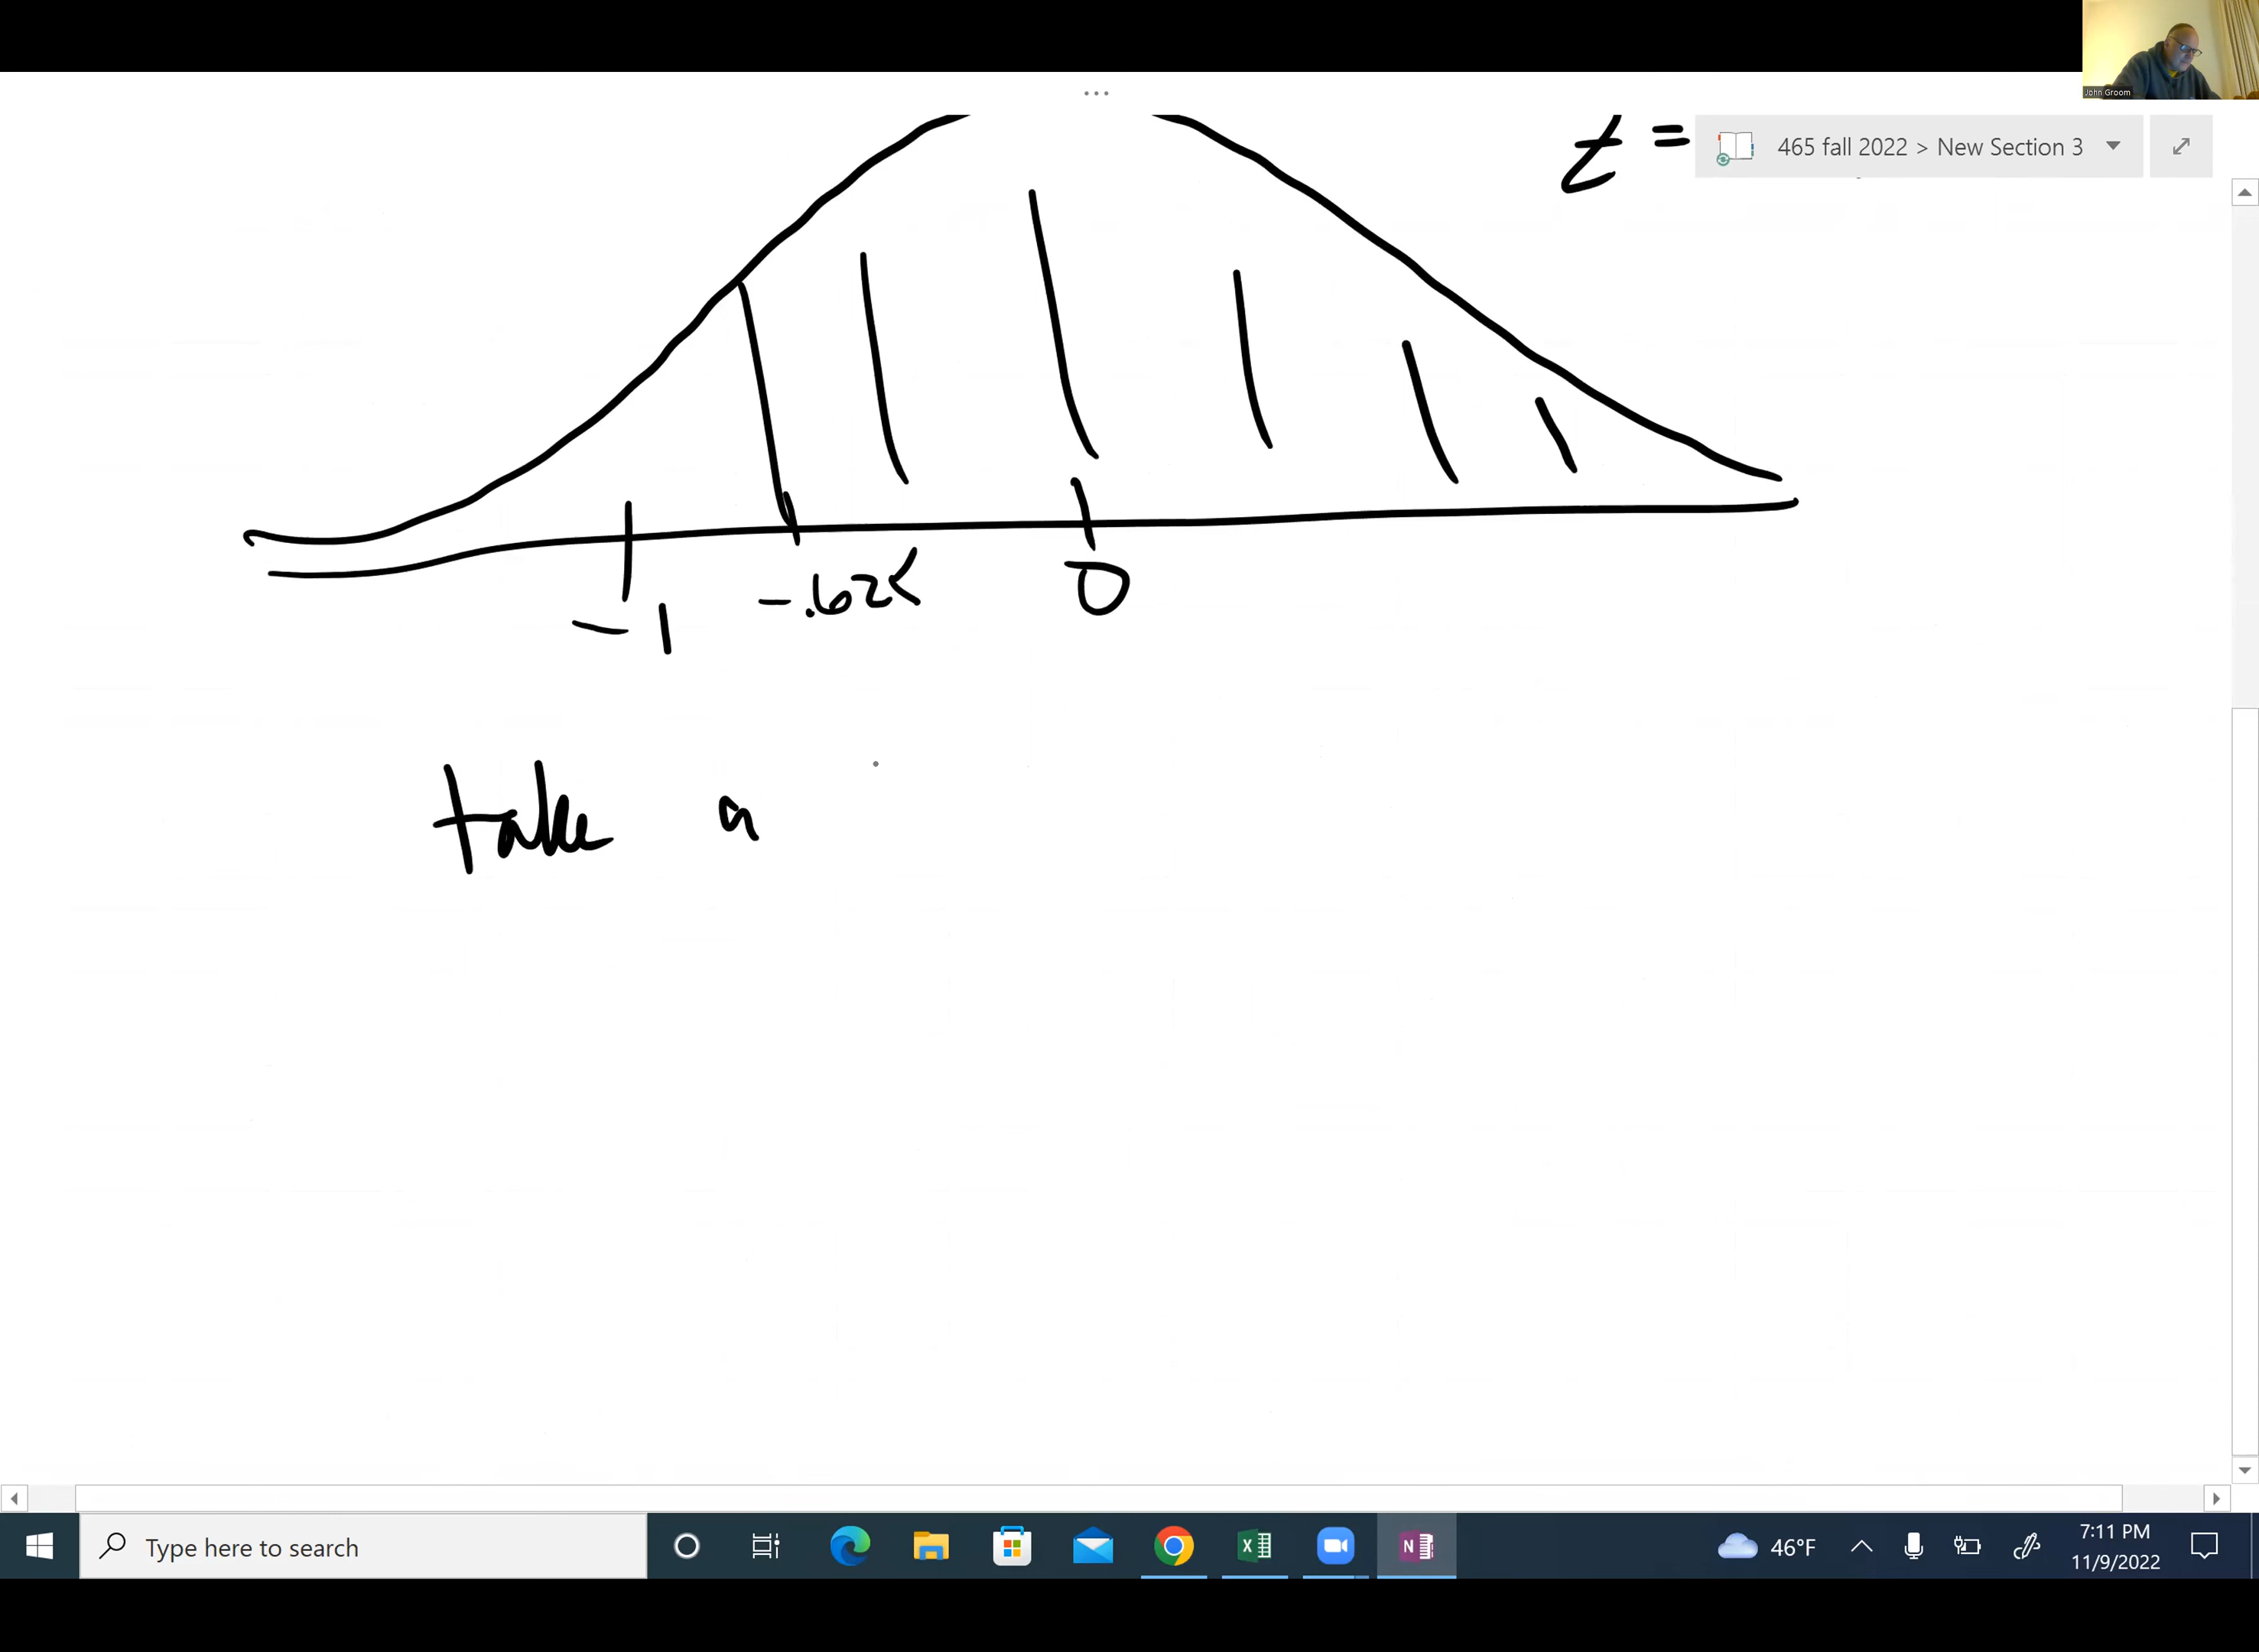 John Groom
z =
465 fall 2022 > New Section 3
-1 -.625 0
take a
Type here to search
46°F
7:11 PM
11/9/2022